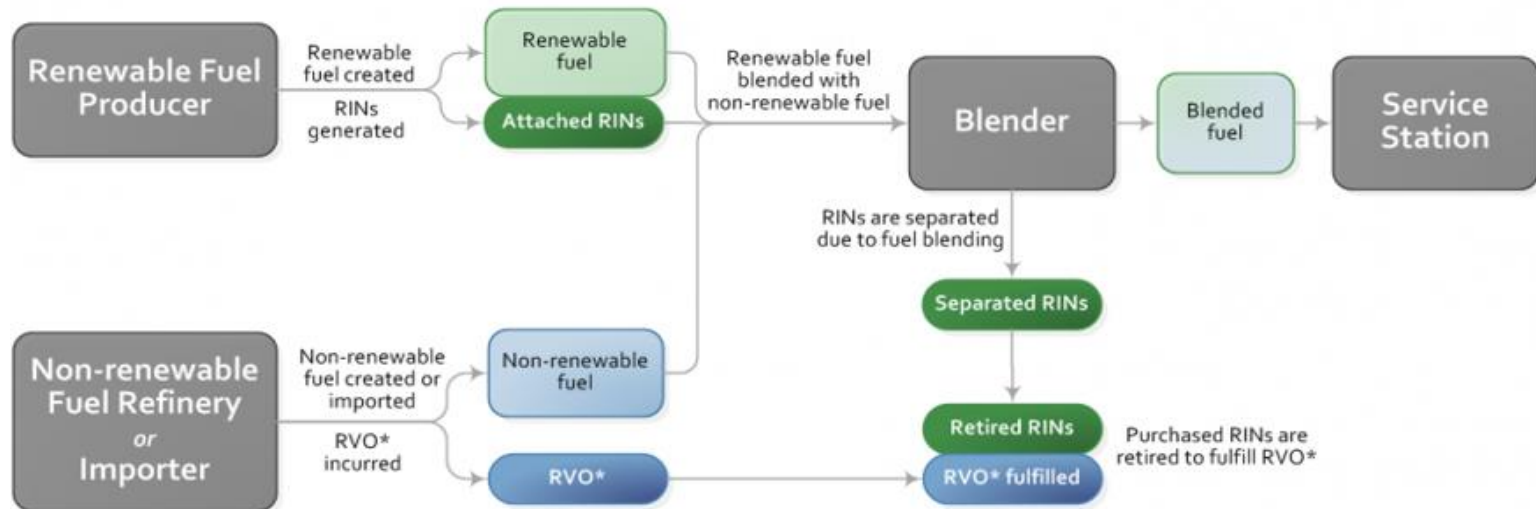 Renewable Fuel
Producer
Renewable
fuel created
RINs
generated
Renewable
fuel
Attached RINs
Renewable fuel
blended with
non-renewable fuel
Blender
Blended
fuel
Service
Station
RINs are separated
due to fuel blending
Separated RINs
Non-renewable
Fuel Refinery
or
Importer
Non-renewable
fuel created or
imported
RVO*
incurred
Non-renewable
fuel
RVO*
Retired RINs
RVO* fulfilled
Purchased RINs are
retired to fulfill RVO*